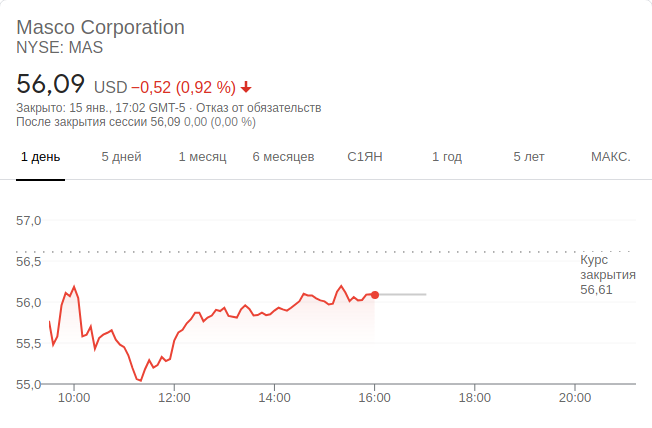 Masco Corporation
NYSE: MAS
56,09 USD −0,52 (0,92 %)
Закрыто: 15 янв., 17:02 GMT-5 · Отказ от обязательств
После закрытия сессии 56,09 0,00 (0,00 %)
1 день 5 дней 1 месяц 6 месяцев С1ЯН 1 год 5 лет МАКС.
57,0
56,5
56,0
55,5
55,0
Курс
закрытия
56,61
10:00 12:00 14:00 16:00 18:00 20:00